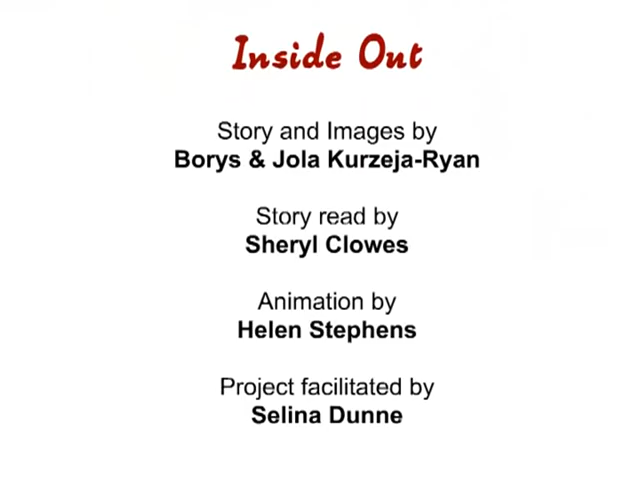 Inside Out
Story and Images by
Borys & Jola Kurzeja-Ryan
Story read by
Sheryl Clowes
Animation by
Helen Stephens
Project facilitated by
Selina Dunne